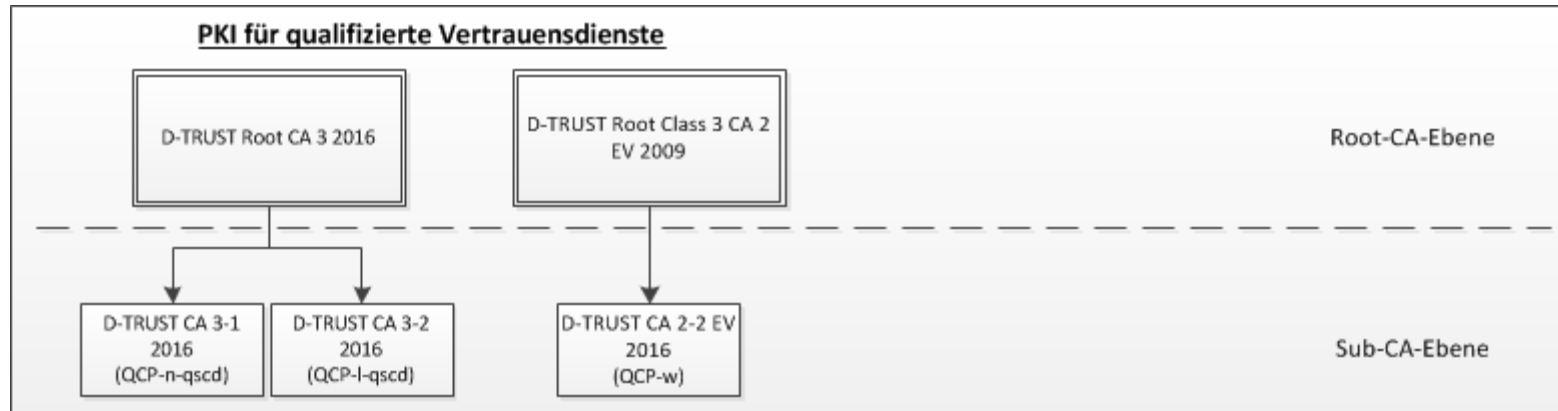 PKI für qualifizierte Vertrauensdienste
D-TRUST Root CA 3 2016
D-TRUST Root Class 3 CA 2
EV 2009
Root-CA-Ebene
D-TRUST CA 3-1
2016
(QCP-n-qscd)
D-TRUST CA 3-2
2016
(QCP-l-qscd)
D-TRUST CA 2-2 EV
2016
(QCP-w)
Sub-CA-Ebene